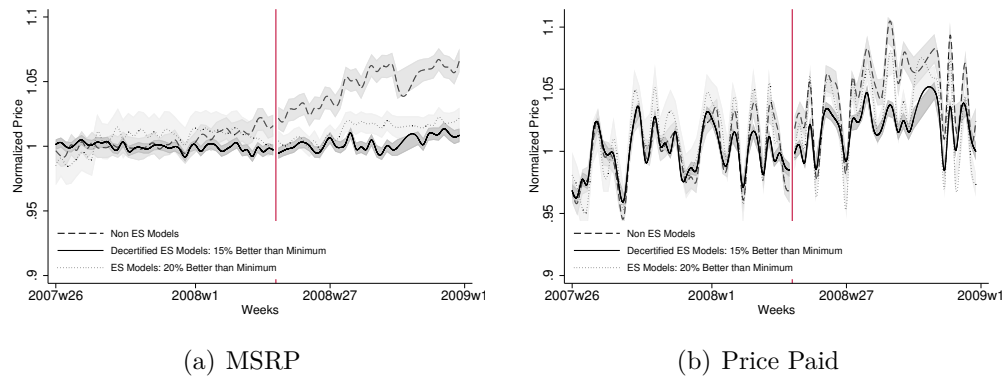 1.1
1.05
1
.95
.9
Normalized Price
Non ES Models
Decertified ES Models: 15% Better than Minimum
ES Models: 20% Better than Minimum
2007w26
2008w1
2008w27
2009w1
Weeks
(a) MSRP
1.1
1.05
1
.95
.9
Normalized Price
Non ES Models
Decertified ES Models: 15% Better than Minimum
ES Models: 20% Better than Minimum
2007w26
2008w1
2008w27
2009w1
Weeks
(b) Price Paid